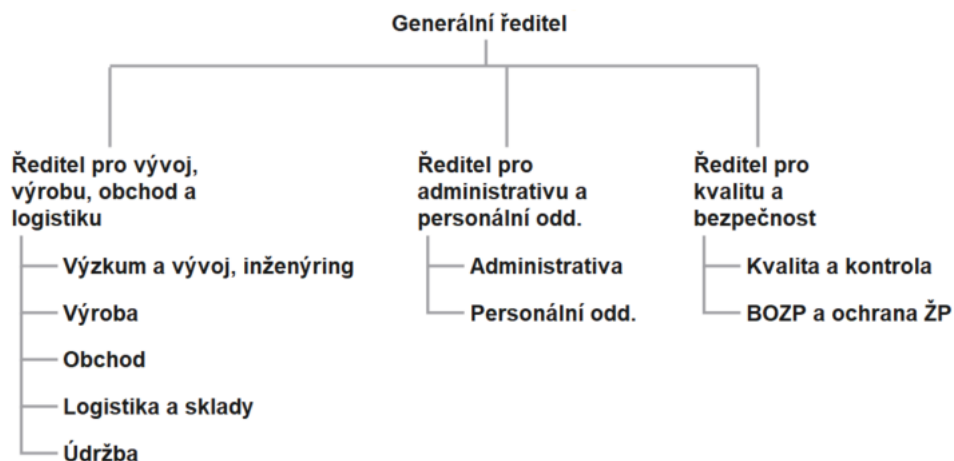 Generální ředitel
Ředitel pro vývoj,
výrobu, obchod a
logistiku
Výzkum a vývoj, inženýring
Výroba
Obchod
Logistika a sklady
Údržba
Ředitel pro
administrativu a
personální odd.
Administrativa
Personální odd.
Ředitel pro
kvalitu a
bezpečnost
Kvalita a kontrola
BOZP a ochrana ŽP